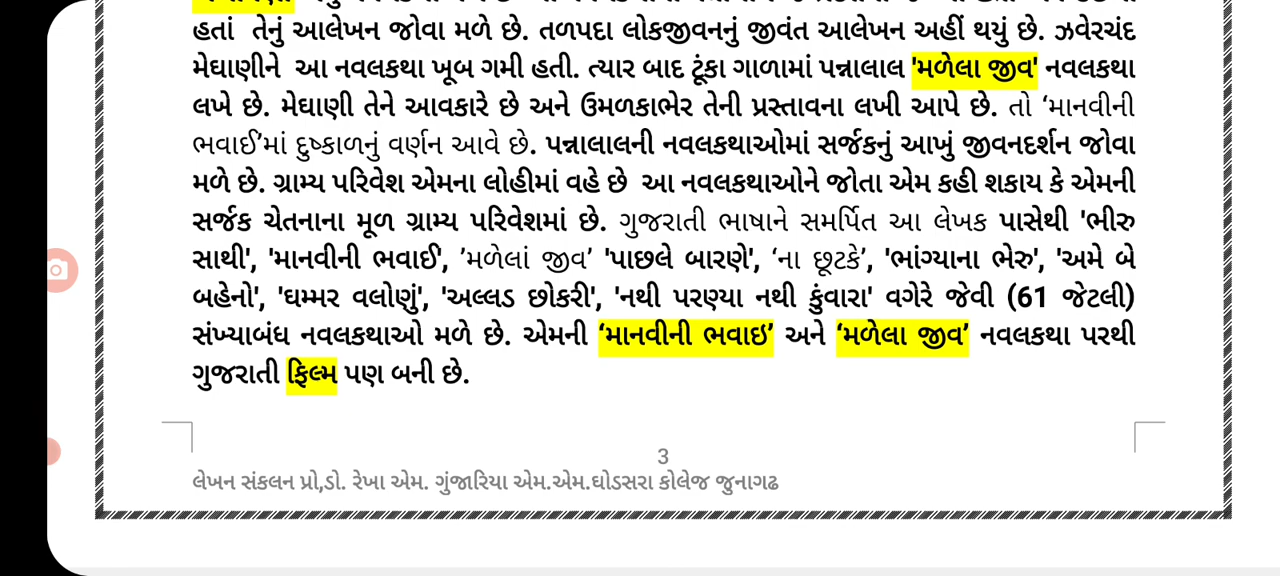 હતાં તેનું આલેખન જોવા મળે છે. તળપદા લોકજીવનનું જીવંત આલેખન અહીં થયું છે. ઝવેરચંદ
મેઘાણીને આ નવલકથા ખૂબ ગમી હતી. ત્યાર બાદ ટૂંકા ગાળામાં પન્નાલાલ 'મળેલા જીવ' નવલકથા
લખે છે. મેઘાણી તેને આવકારે છે અને ઉમળકાભેર તેની પ્રસ્તાવના લખી આપે છે. તો ‘માનવીની
ભવાઈ’માં દુષ્કાળનું વર્ણન આવે છે. પન્નાલાલની નવલકથાઓમાં સર્જકનું આખું જીવનદર્શન જોવા
મળે છે. ગ્રામ્ય પરિવેશ એમના લોહીમાં વહે છે આ નવલકથાઓને જોતા એમ કહી શકાય કે એમની
સર્જક ચેતનાના મૂળ ગ્રામ્ય પરિવેશમાં છે. ગુજરાતી ભાષાને સમર્પિત આ લેખક પાસેથી 'ભીરુ
સાથી', 'માનવીની ભવાઈ', ’મળેલાં જીવ’ 'પાછલે બારણે', ‘ના છૂટકે’, 'ભાંગ્યાના ભેરુ', 'અમે બે
બહેનો', 'ઘમ્મર વલોણું', 'અલ્લડ છોકરી', 'નથી પરણ્યા નથી કુંવારા' વગેરે જેવી (61 જેટલી)
સંખ્યાબંધ નવલકથાઓ મળે છે. એમની ‘માનવીની ભવાઇ’ અને ‘મળેલા જીવ’ નવલકથા પરથી
ગુજરાતી ફિલ્મ પણ બની છે.
3
લેખન સંકલન પ્રો,ડો. રેખા એમ. ગુંજારિયા એમ.એમ.ઘોડસરા કોલેજ જુનાગઢ